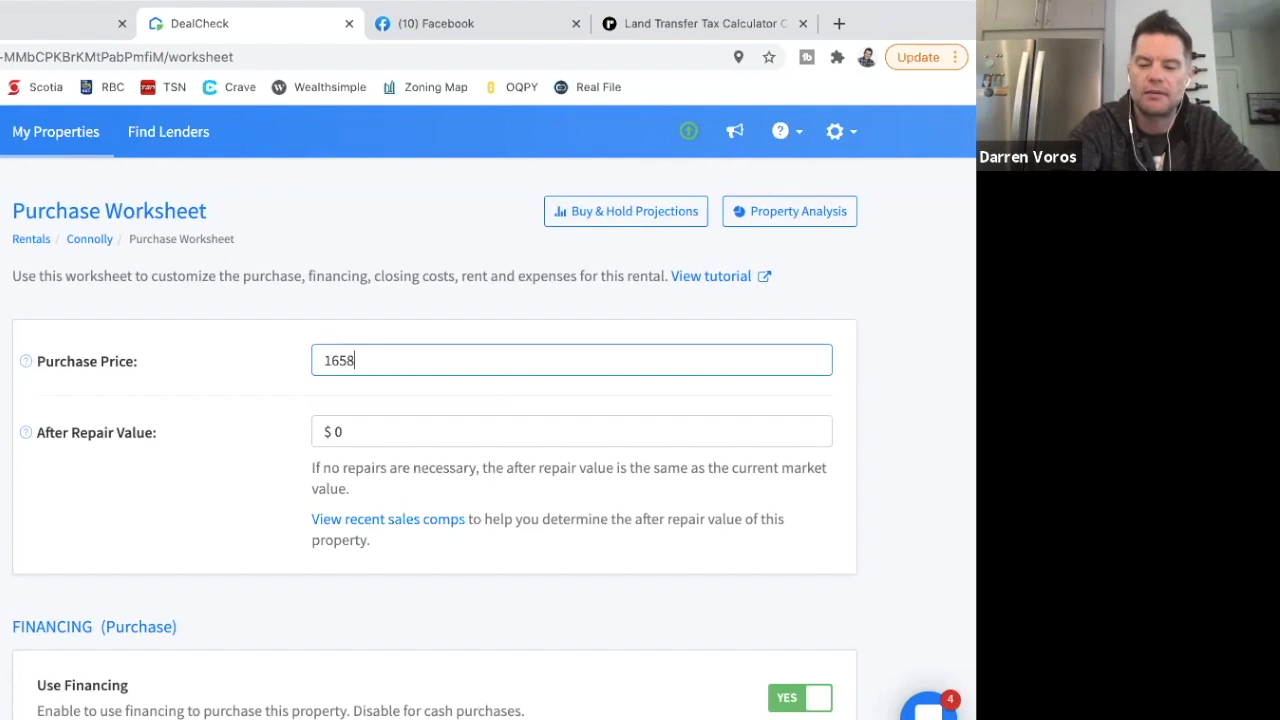 DealCheck
(10) Facebook
Land Transfer Tax Calculator C
-MMbCPKBrKMtPabPmfiM/worksheet
Update
Scotia
RBC
TSN
Crave
Wealthsimple
Zoning Map
OQPY
Real File
My Properties
Find Lenders
Darren Voros
Purchase Worksheet
Buy & Hold Projections
Property Analysis
Rentals / Connolly / Purchase Worksheet
Use this worksheet to customize the purchase, financing, closing costs, rent and expenses for this rental. View tutorial
Purchase Price:
1658
After Repair Value:
$ 0
If no repairs are necessary, the after repair value is the same as the current market
value.
View recent sales comps to help you determine the after repair value of this
property.
FINANCING (Purchase)
Use Financing
YES
Enable to use financing to purchase this property. Disable for cash purchases.
4